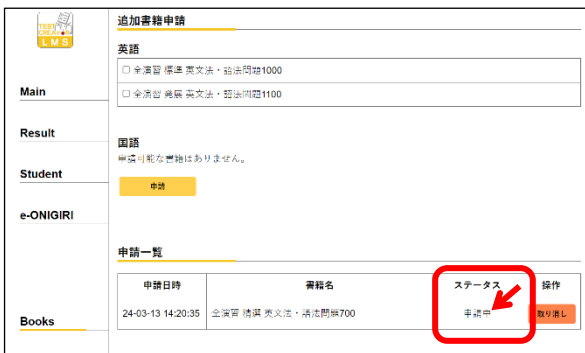 TEST
CREATION
LMS
Main
Result
Student
e-ONIGIRI
Books
追加書籍申請
英語
全演習 標準 英文法・語法問題1000
全演習 発展 英文法・語法問題1100
国語
申請可能な書籍はありません。
申請
申請一覧
申請日時 書籍名 ステータス 操作
24-03-13 14:20:35 全演習 精選 英文法・語法問題700 申請中 取り消し